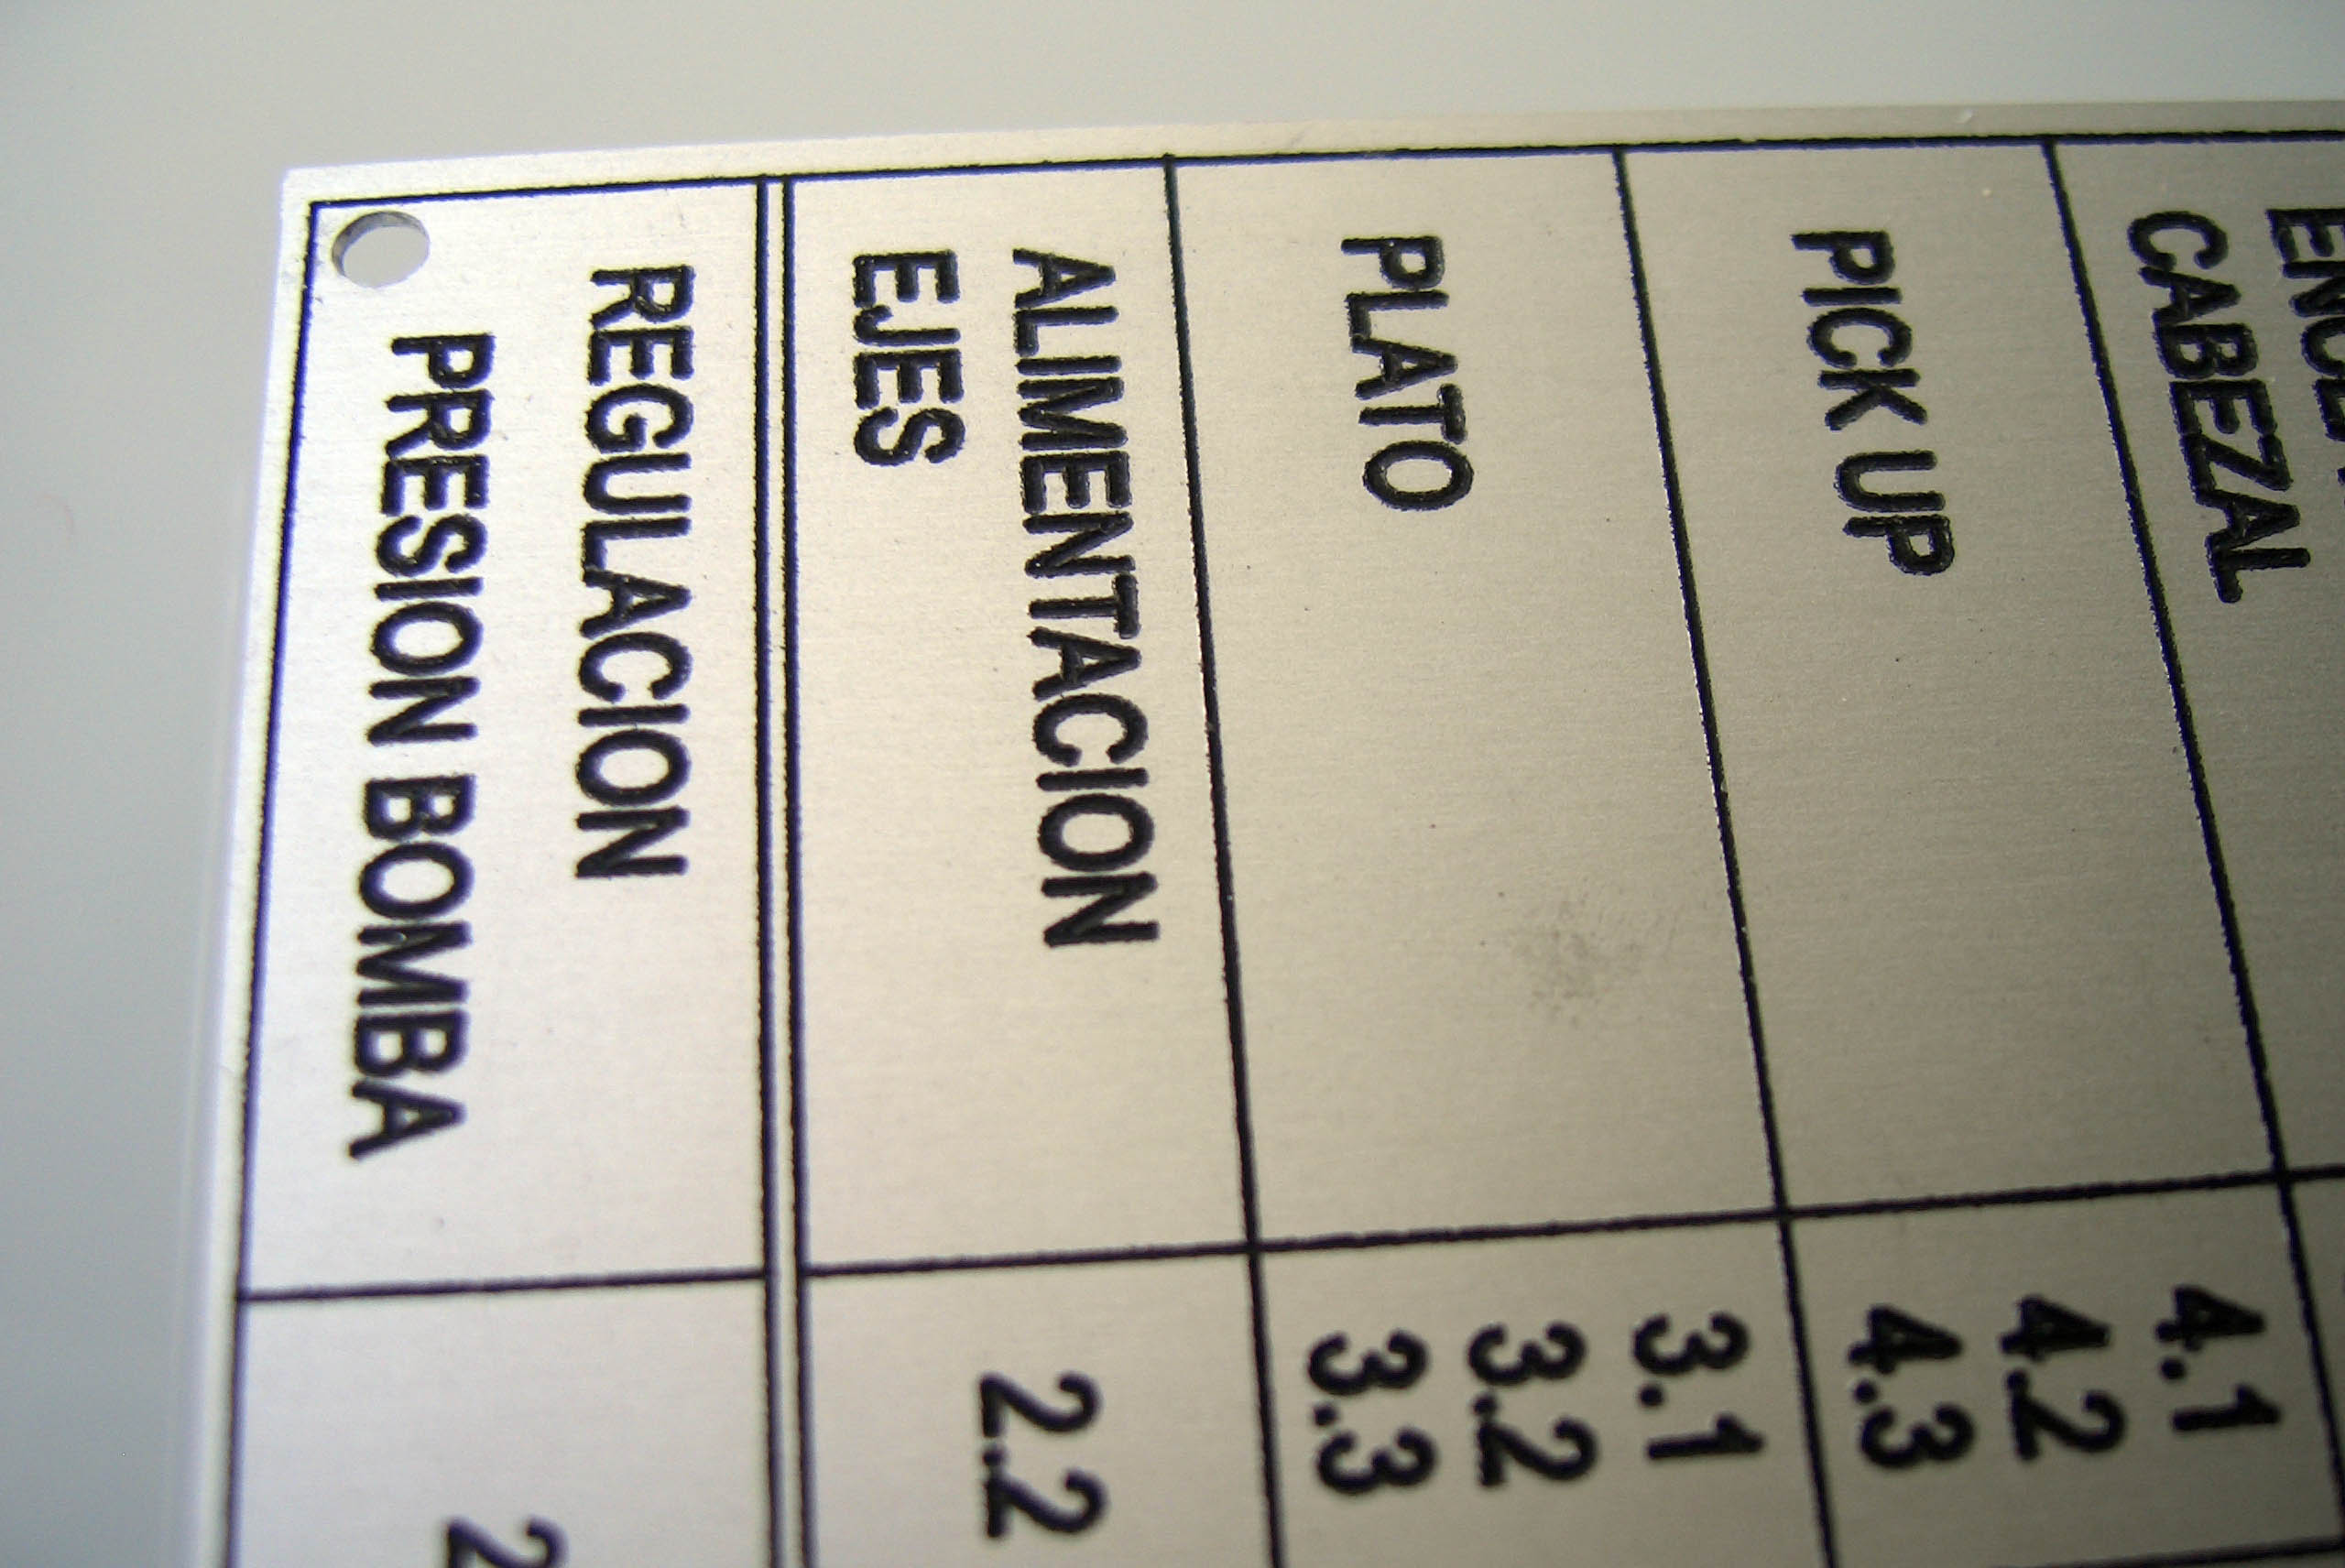 CABEZAL
PICK UP
4.1
4.2
4.3
PLATO
3.1
3.2
3.3
ALIMENTACION
EJES
2.2
REGULACION
PRESION BOMBA
2